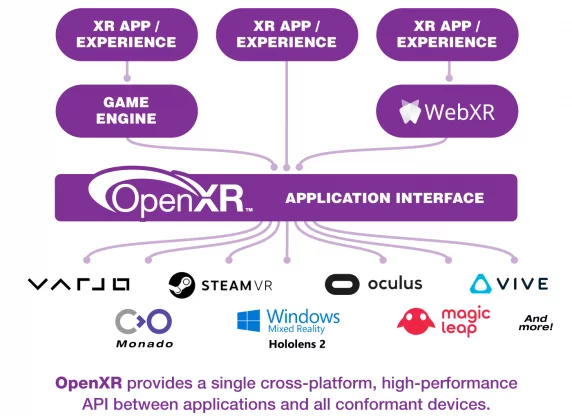 XR APP / EXPERIENCE
XR APP / EXPERIENCE
XR APP / EXPERIENCE
GAME ENGINE
WebXR
OpenXR™ APPLICATION INTERFACE
VARJO
STEAMVR
oculus
VIVE
Monado
Windows
Mixed Reality
Hololens 2
magic leap
And more!
OpenXR provides a single cross-platform, high-performance
API between applications and all conformant devices.